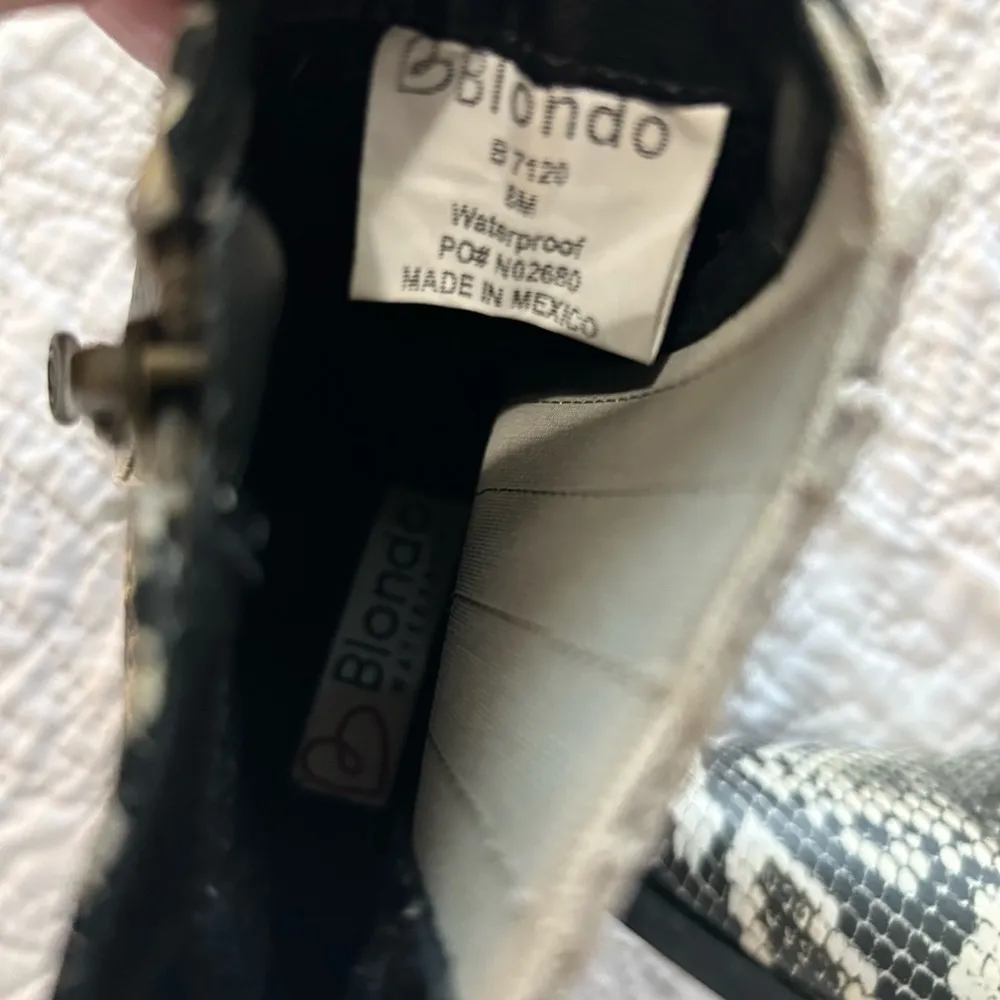 Blondo
B7120
8M
Waterproof
PO# N02680
MADE IN MEXICO
Blondo